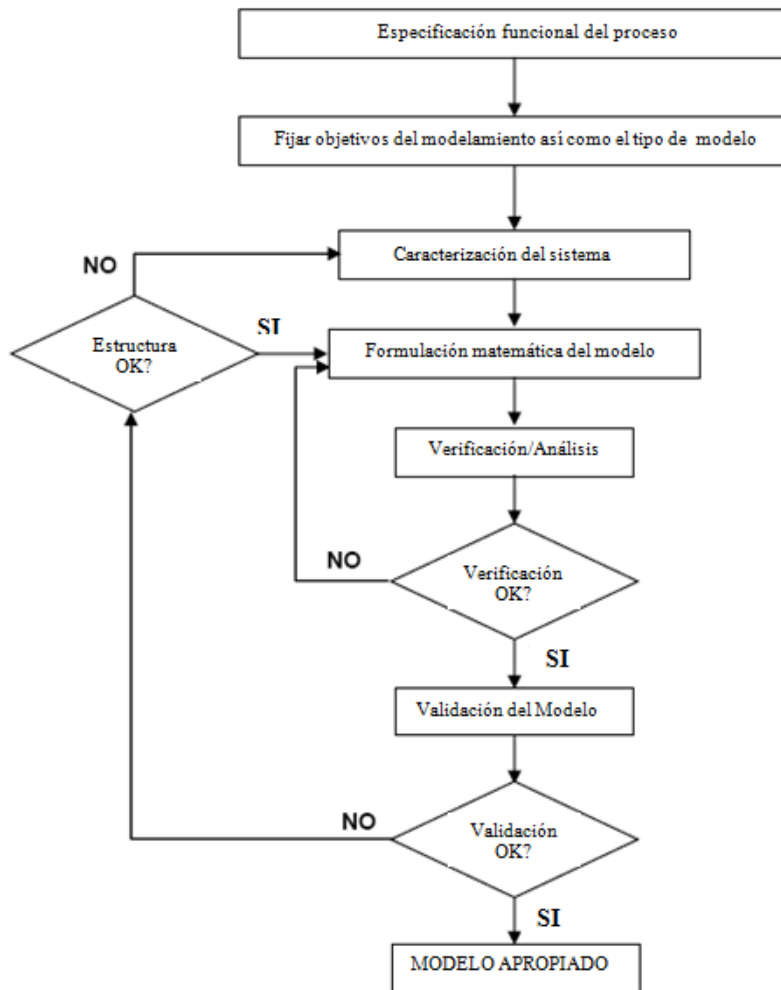 Especificación funcional del proceso
Fijar objetivos del modelamiento así como el tipo de modelo
Caracterización del sistema
NO
Estructura
OK?
SI
Formulación matemática del modelo
Verificación/Análisis
NO
Verificación
OK?
SI
Validación del Modelo
NO
Validación
OK?
SI
MODELO APROPIADO